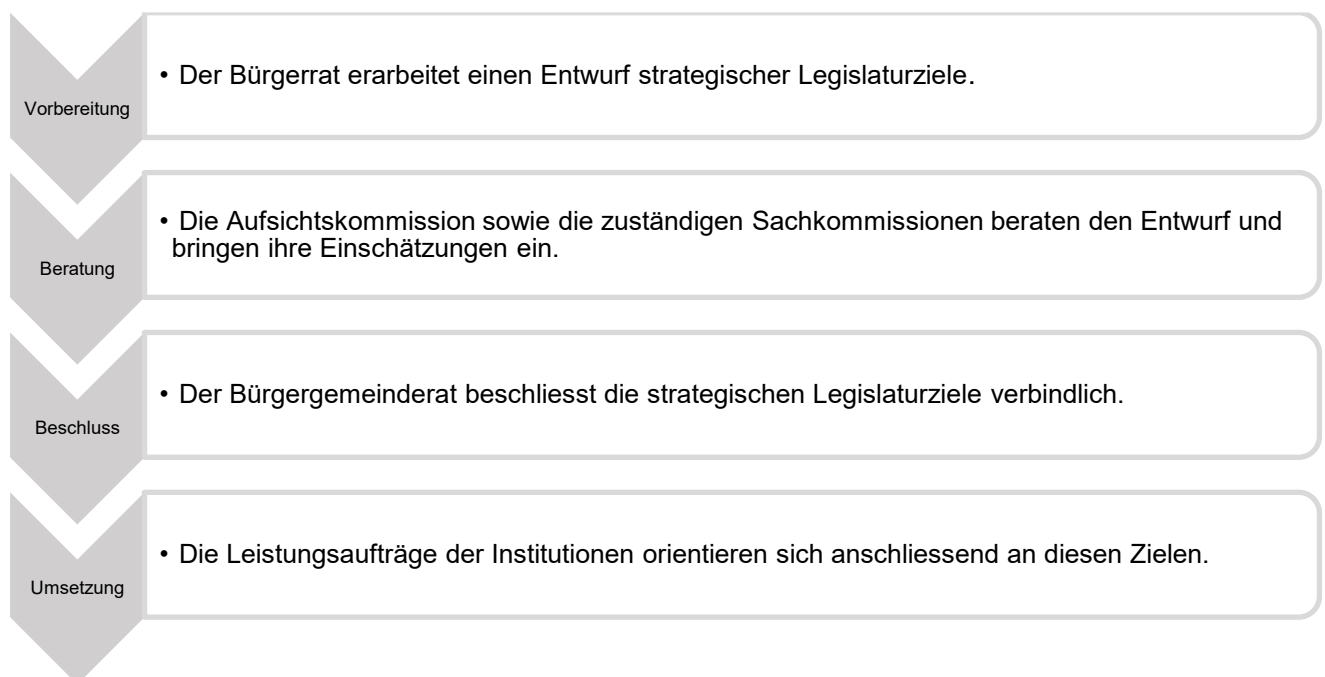 Vorbereitung
• Der Bürgerrat erarbeitet einen Entwurf strategischer Legislaturziele.
Beratung
• Die Aufsichtskommission sowie die zuständigen Sachkommissionen beraten den Entwurf und
bringen ihre Einschätzungen ein.
Beschluss
• Der Bürgergemeinderat beschliesst die strategischen Legislaturziele verbindlich.
Umsetzung
• Die Leistungsaufträge der Institutionen orientieren sich anschliessend an diesen Zielen.